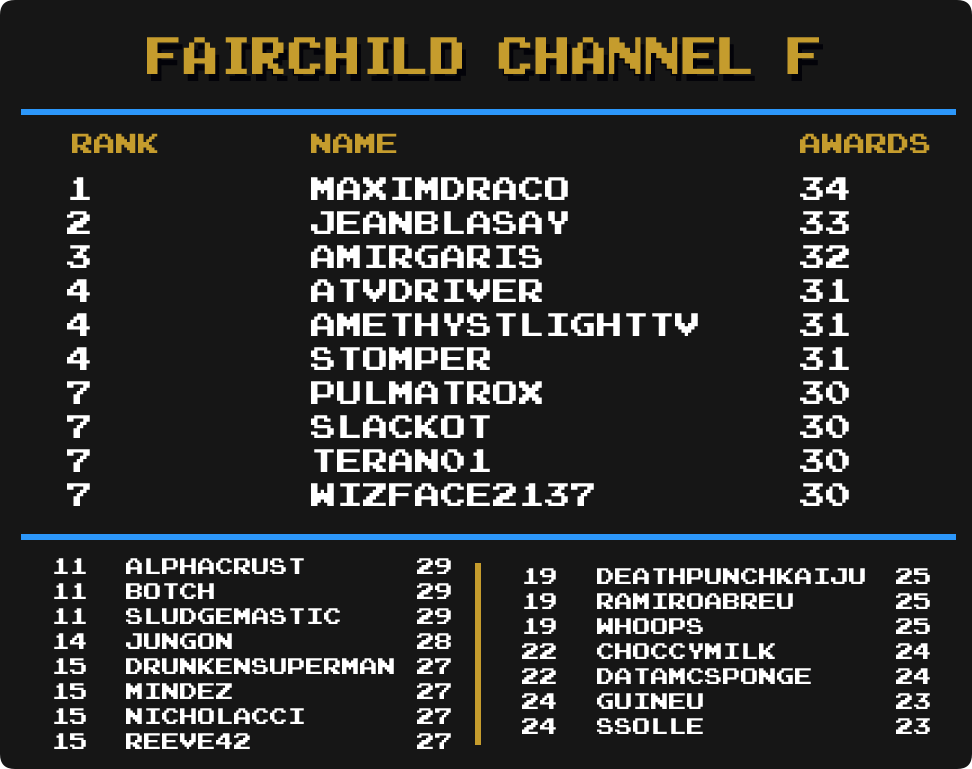 FAIRCHILD CHANNEL F
RANK NAME AWARDS
1 MAXIMDRACO 34
2 JEANBLASAY 33
3 AMIRGARIS 32
4 ATVDRIVER 31
4 AMETHYSTLIGHTTV 31
4 STOMPER 31
7 PULMATROX 30
7 SLACKOT 30
7 TERAN01 30
7 WIZFACE2137 30
11 ALPHACRUST 29
11 BOTCH 29
11 SLUDGEMASTIC 29
14 JUNGON 28
15 DRUNKENSUPERMAN 27
15 MINDEZ 27
15 NICHOLACCI 27
15 REEVE42 27
19 DEATHPUNCHKAIJU 25
19 RAMIROABREU 25
19 WHOOPS 25
22 CHOCCYMILK 24
22 DATAMCSPONGE 24
24 GUINEU 23
24 SSOLLE 23